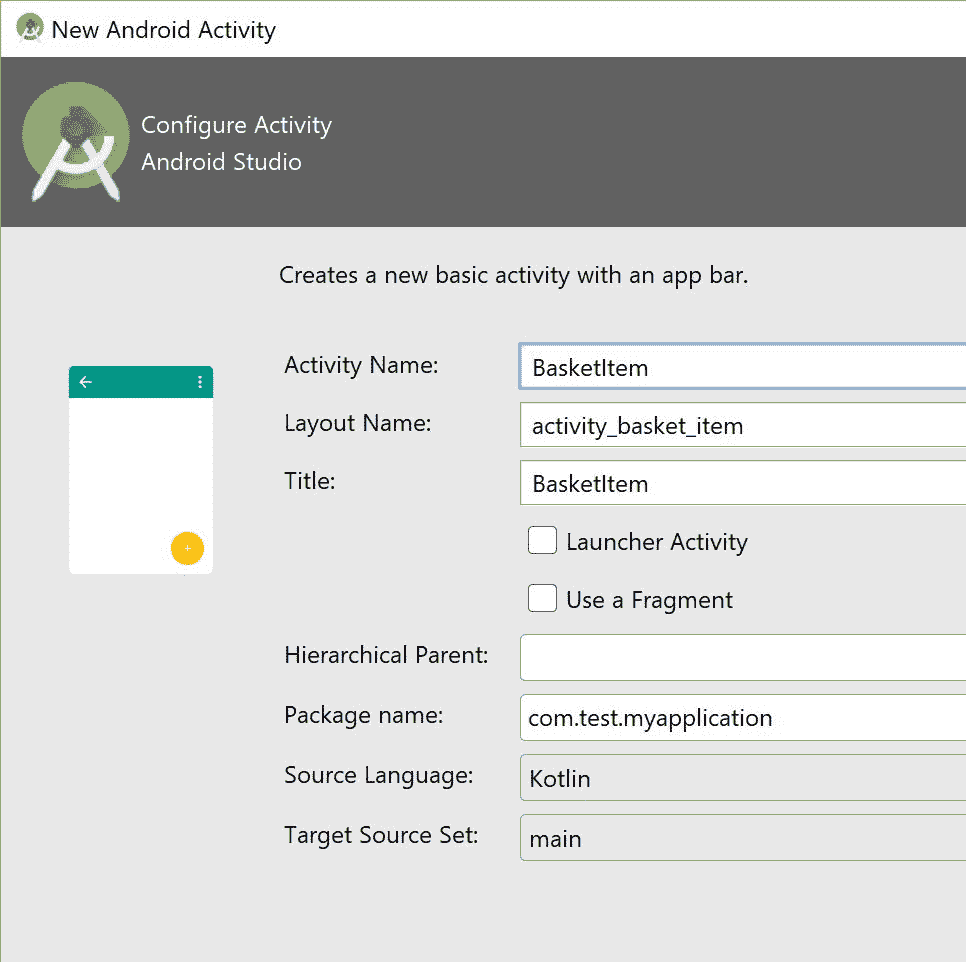 New Android Activity
Configure Activity
Android Studio
Creates a new basic activity with an app bar.
Activity Name: BasketItem
Layout Name: activity_basket_item
Title: BasketItem
Launcher Activity
Use a Fragment
Hierarchical Parent:
Package name: com.test.myapplication
Source Language: Kotlin
Target Source Set: main